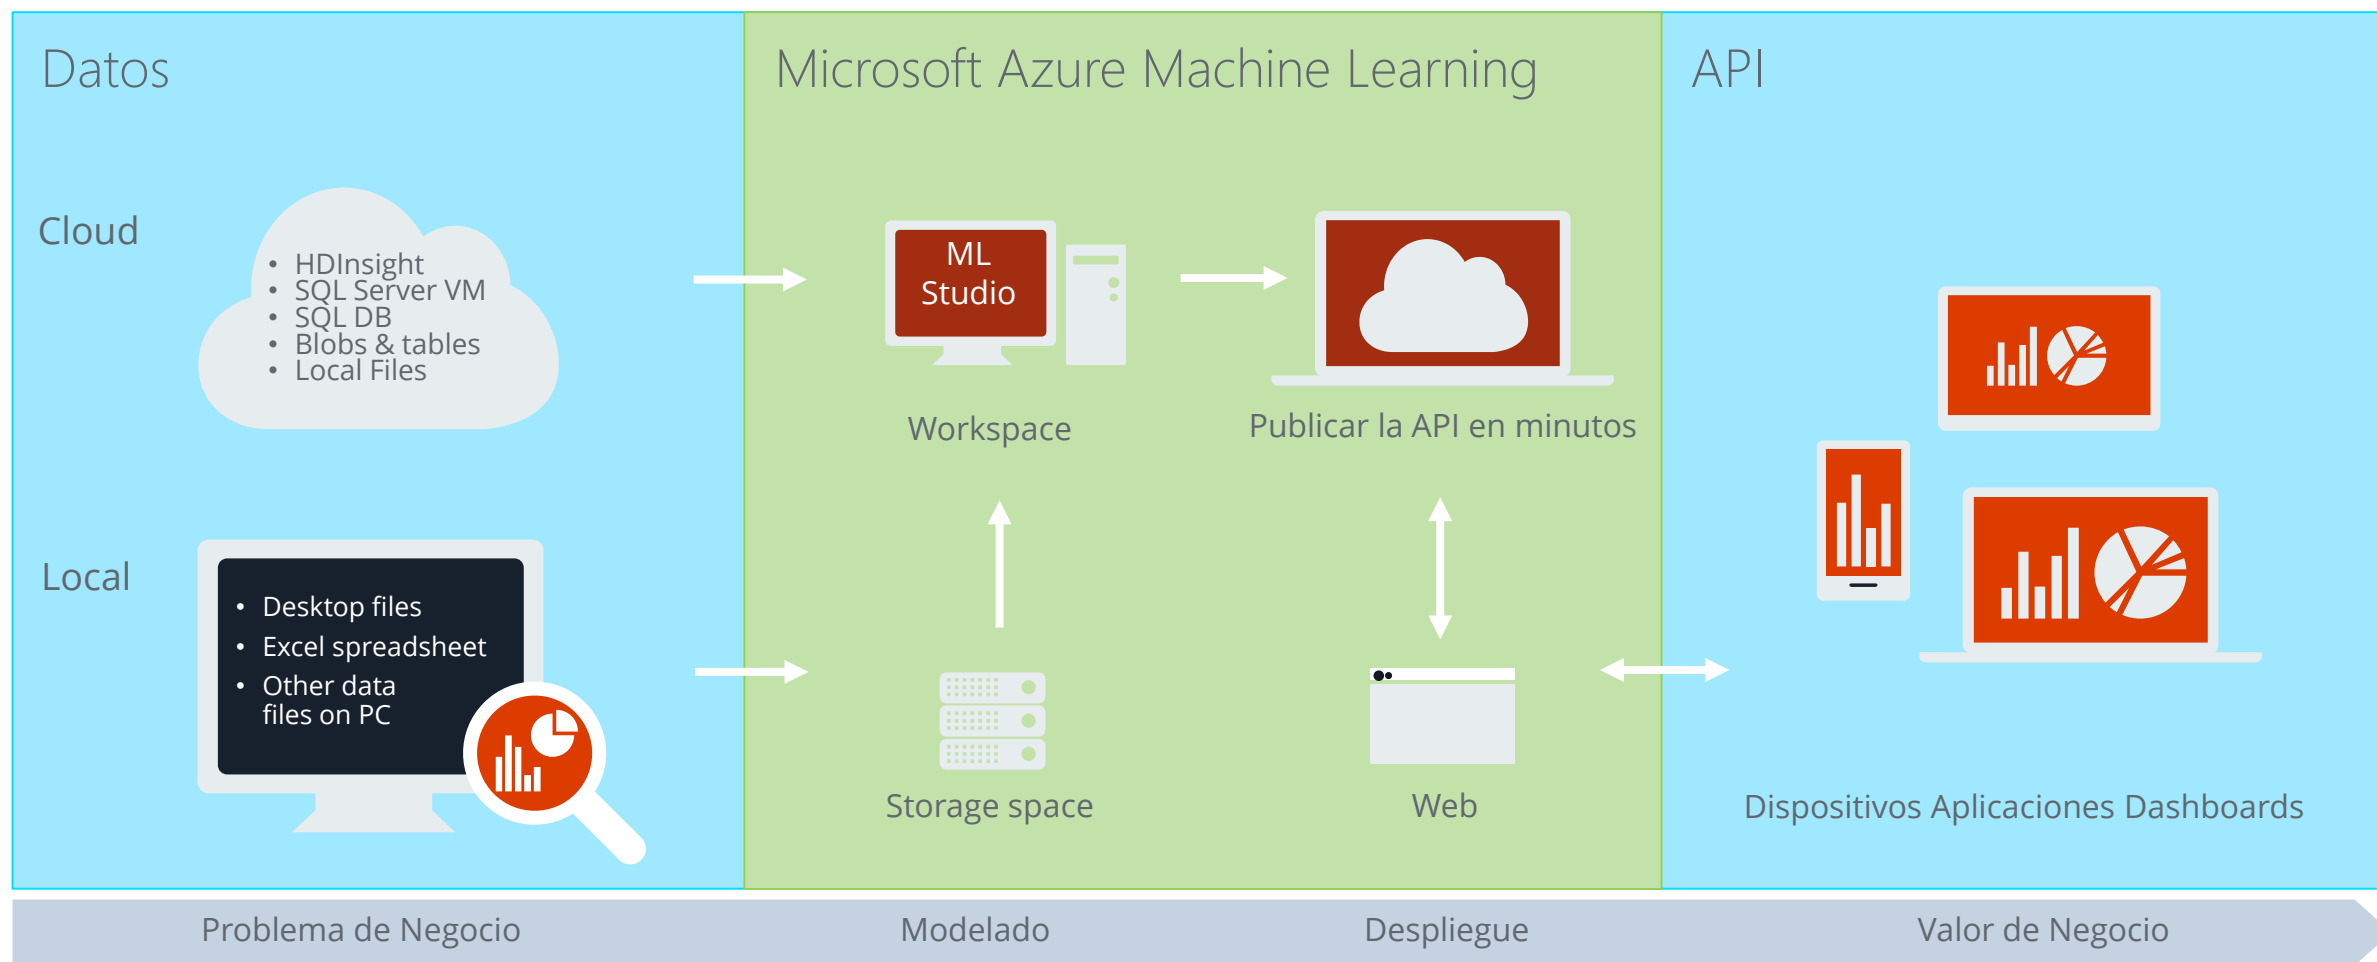 Datos
Microsoft Azure Machine Learning
API
Cloud
• HDInsight
• SQL Server VM
• SQL DB
• Blobs & tables
• Local Files
ML
Studio
Workspace
Publicar la API en minutos
Local
• Desktop files
• Excel spreadsheet
• Other data
files on PC
Storage space
Web
Dispositivos Aplicaciones Dashboards
Problema de Negocio
Modelado
Despliegue
Valor de Negocio